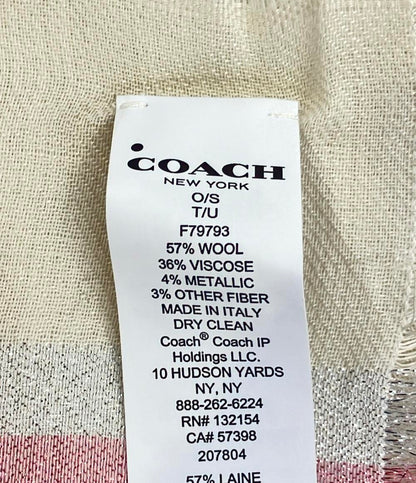 COACH
NEW YORK
O/S
T/U
F79793
57% WOOL
36% VISCOSE
4% METALLIC
3% OTHER FIBER
MADE IN ITALY
DRY CLEAN
Coach® Coach IP
Holdings LLC.
10 HUDSON YARDS
NY, NY
888-262-6224
RN# 132154
CA# 57398
207804
57% LAINE